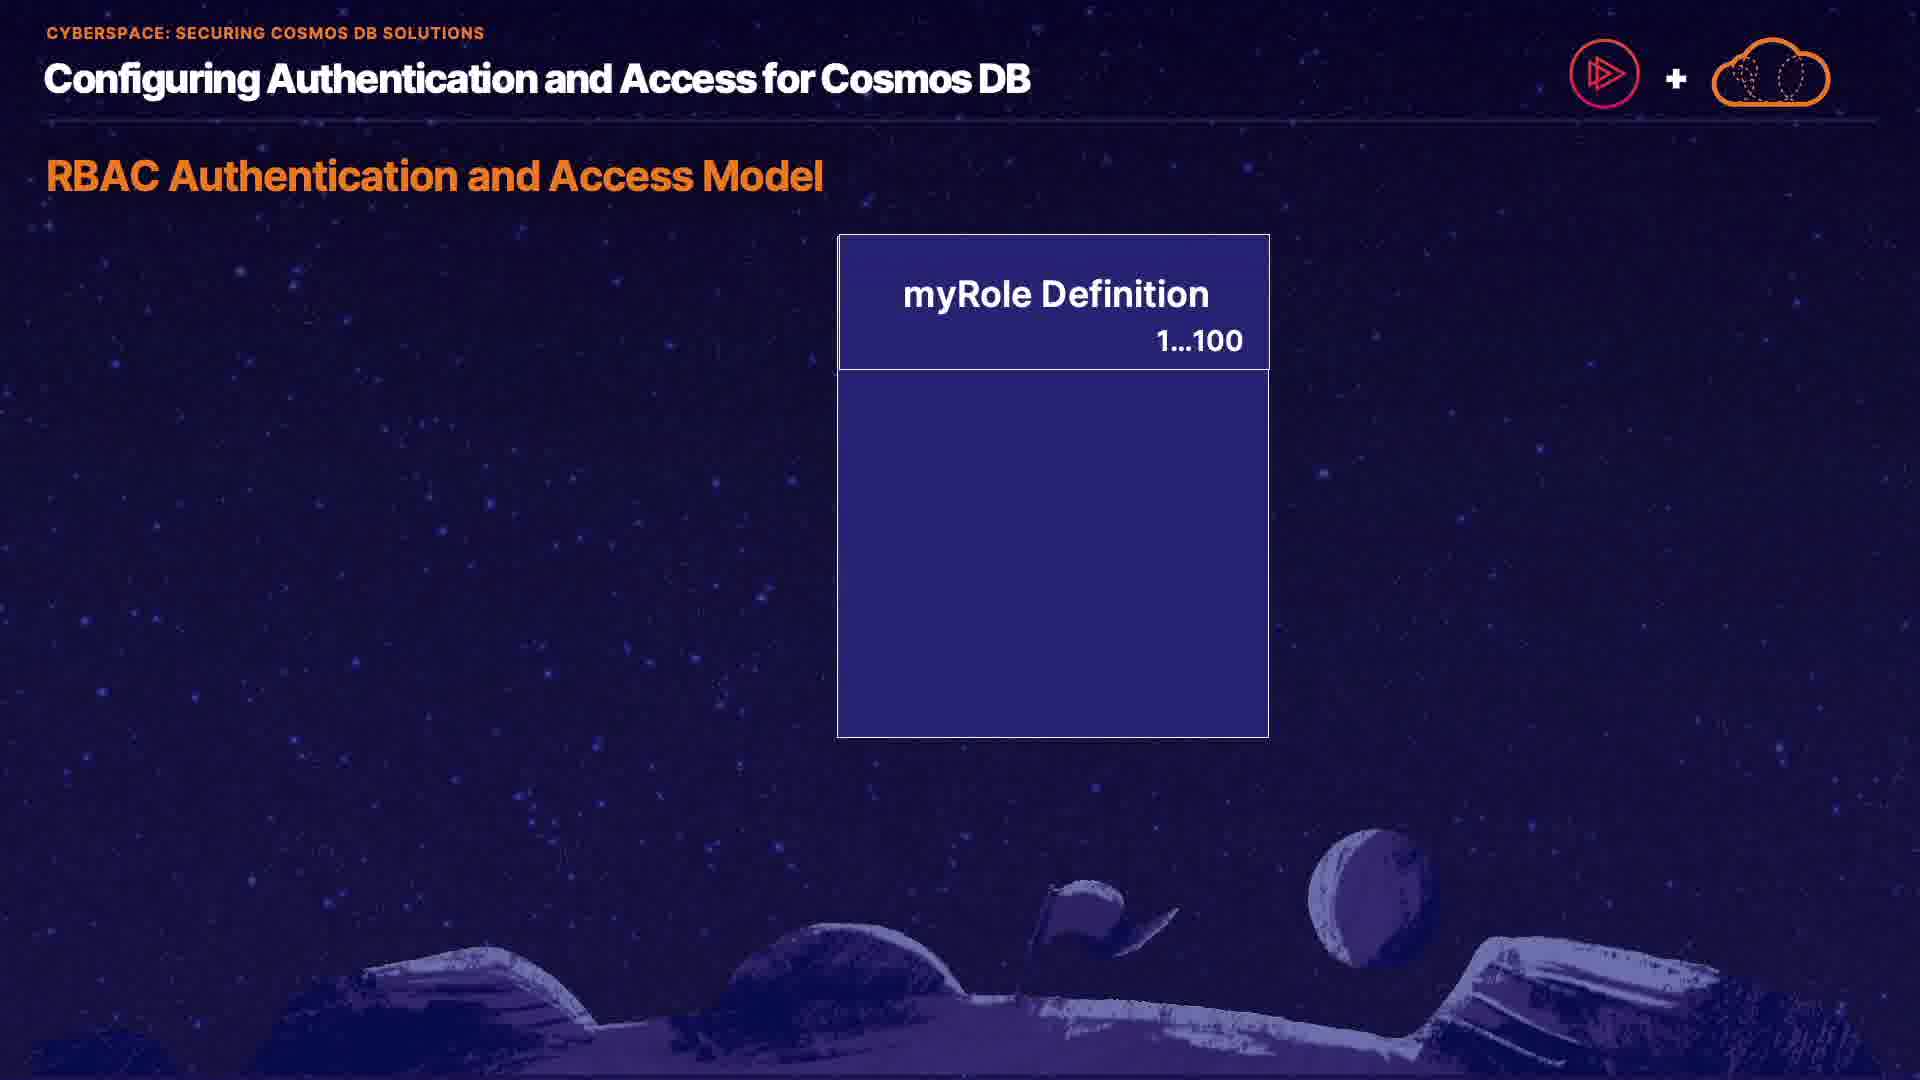 CYBERSPACE: SECURING COSMOS DB SOLUTIONS
Configuring Authentication and Access for Cosmos DB
+
RBAC Authentication and Access Model
myRole Definition
1...100